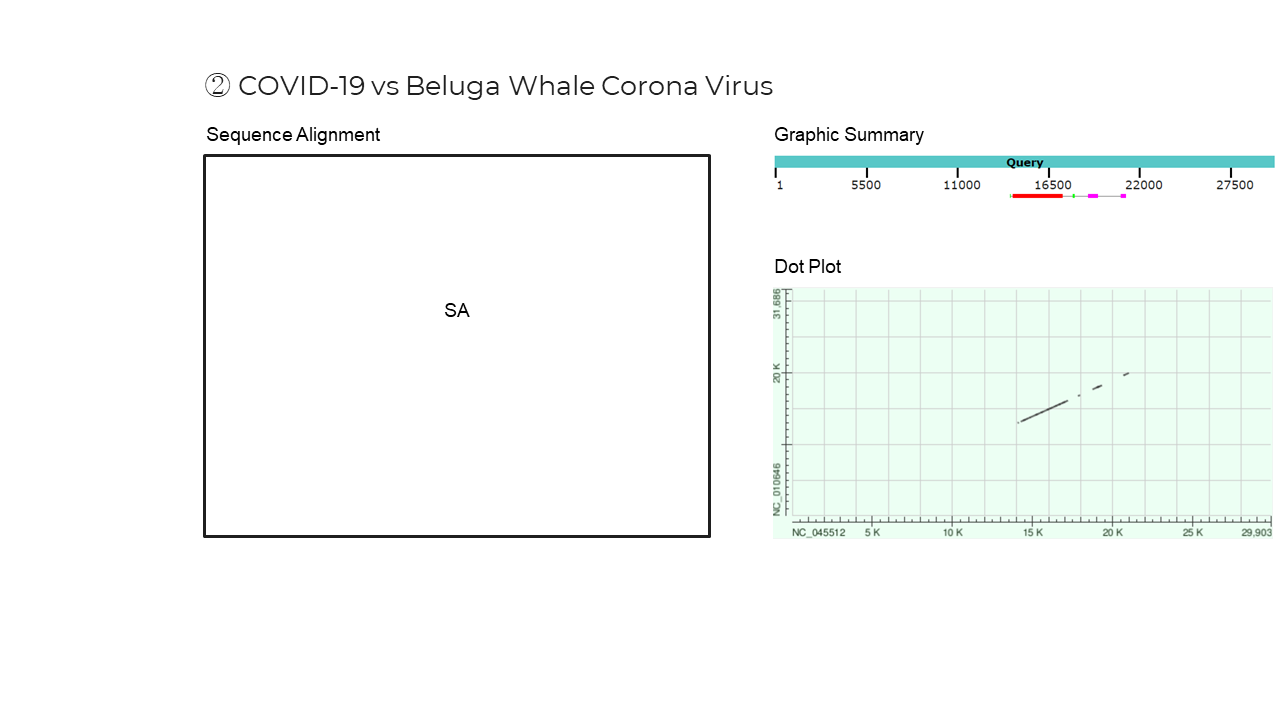 ② COVID-19 vs Beluga Whale Corona Virus
Sequence Alignment
SA
Graphic Summary
Query
1 5500 11000 16500 22000 27500
Dot Plot
31,686
20 K
NC_010646
NC_045512 5 K 10 K 15 K 20 K 25 K 29,903